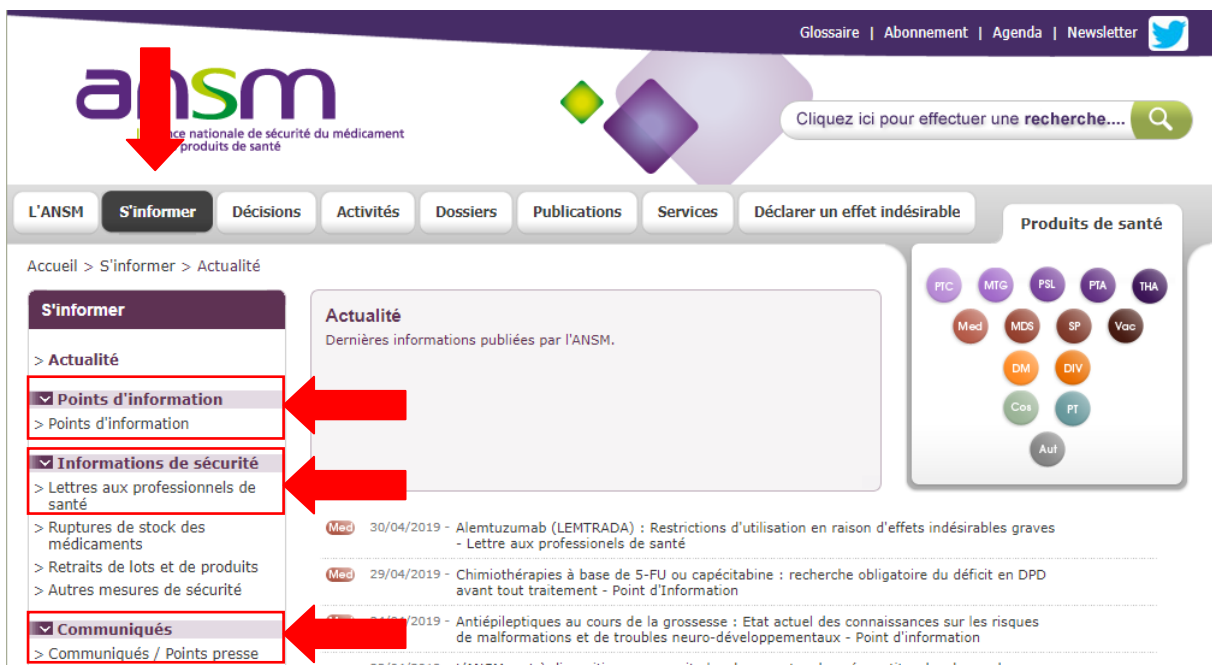 Glossaire | Abonnement | Agenda | Newsletter
ansm
nationale de sécurité du médicament
produits de santé
Cliquez ici pour effectuer une recherche....
L'ANSM S'informer Décisions Activités Dossiers Publications Services Déclarer un effet indésirable
Produits de santé
Accueil > S'informer > Actualité
PTC MTG PSL PTA THA
Med MDS SP Vac
DM DIV
Cos PT
Aut
S'informer
> Actualité
Points d'information
> Points d'information
Informations de sécurité
> Lettres aux professionnels de
santé
> Ruptures de stock des
médicaments
> Retraits de lots et de produits
> Autres mesures de sécurité
Communiqués
> Communiqués / Points presse
Actualité
Dernières informations publiées par l'ANSM.
Med 30/04/2019 - Alemtuzumab (LEMTRADA) : Restrictions d'utilisation en raison d'effets indésirables graves
- Lettre aux professionels de santé
Med 29/04/2019 - Chimiothérapies à base de 5-FU ou capécitabine : recherche obligatoire du déficit en DPD
avant tout traitement - Point d'Information
/2019 - Antiépileptiques au cours de la grossesse : Etat actuel des connaissances sur les risques
de malformations et de troubles neuro-développementaux - Point d'information